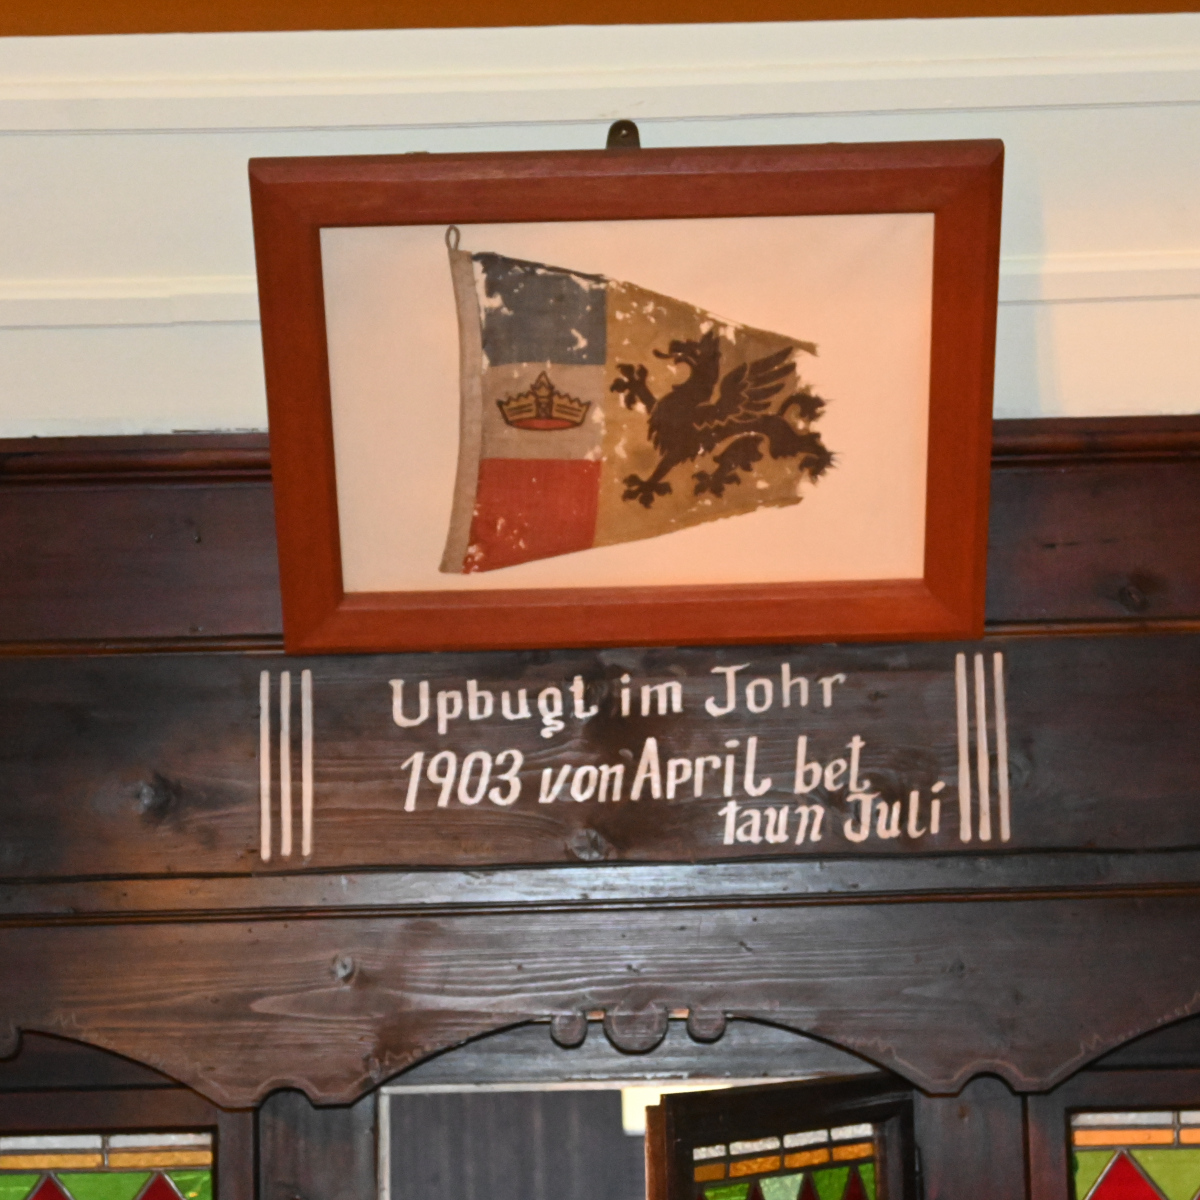 Upbugt im Johr
1903 von April bet
taun Juli